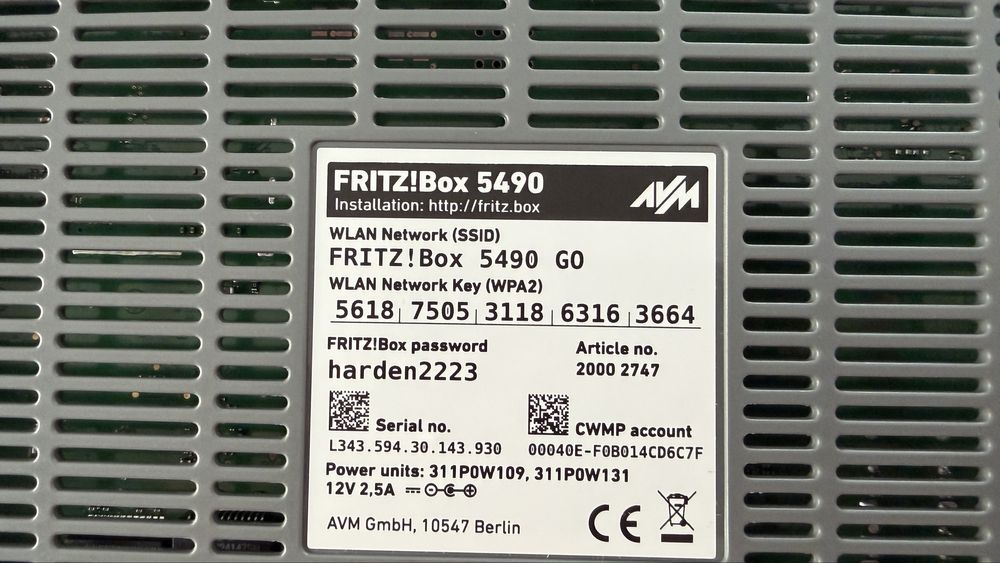 FRITZ!Box 5490
Installation: http://fritz.box
AVM
WLAN Network (SSID)
FRITZ!Box 5490 GO
WLAN Network Key (WPA2)
5618 7505 3118 6316 3664
FRITZ!Box password
harden2223
Article no.
2000 2747
Serial no.
L343.594.30.143.930
CWMP account
00040E-F0B014CD6C7F
Power units: 311P0W109, 311P0W131
12V 2,5A
AVM GmbH, 10547 Berlin
CE